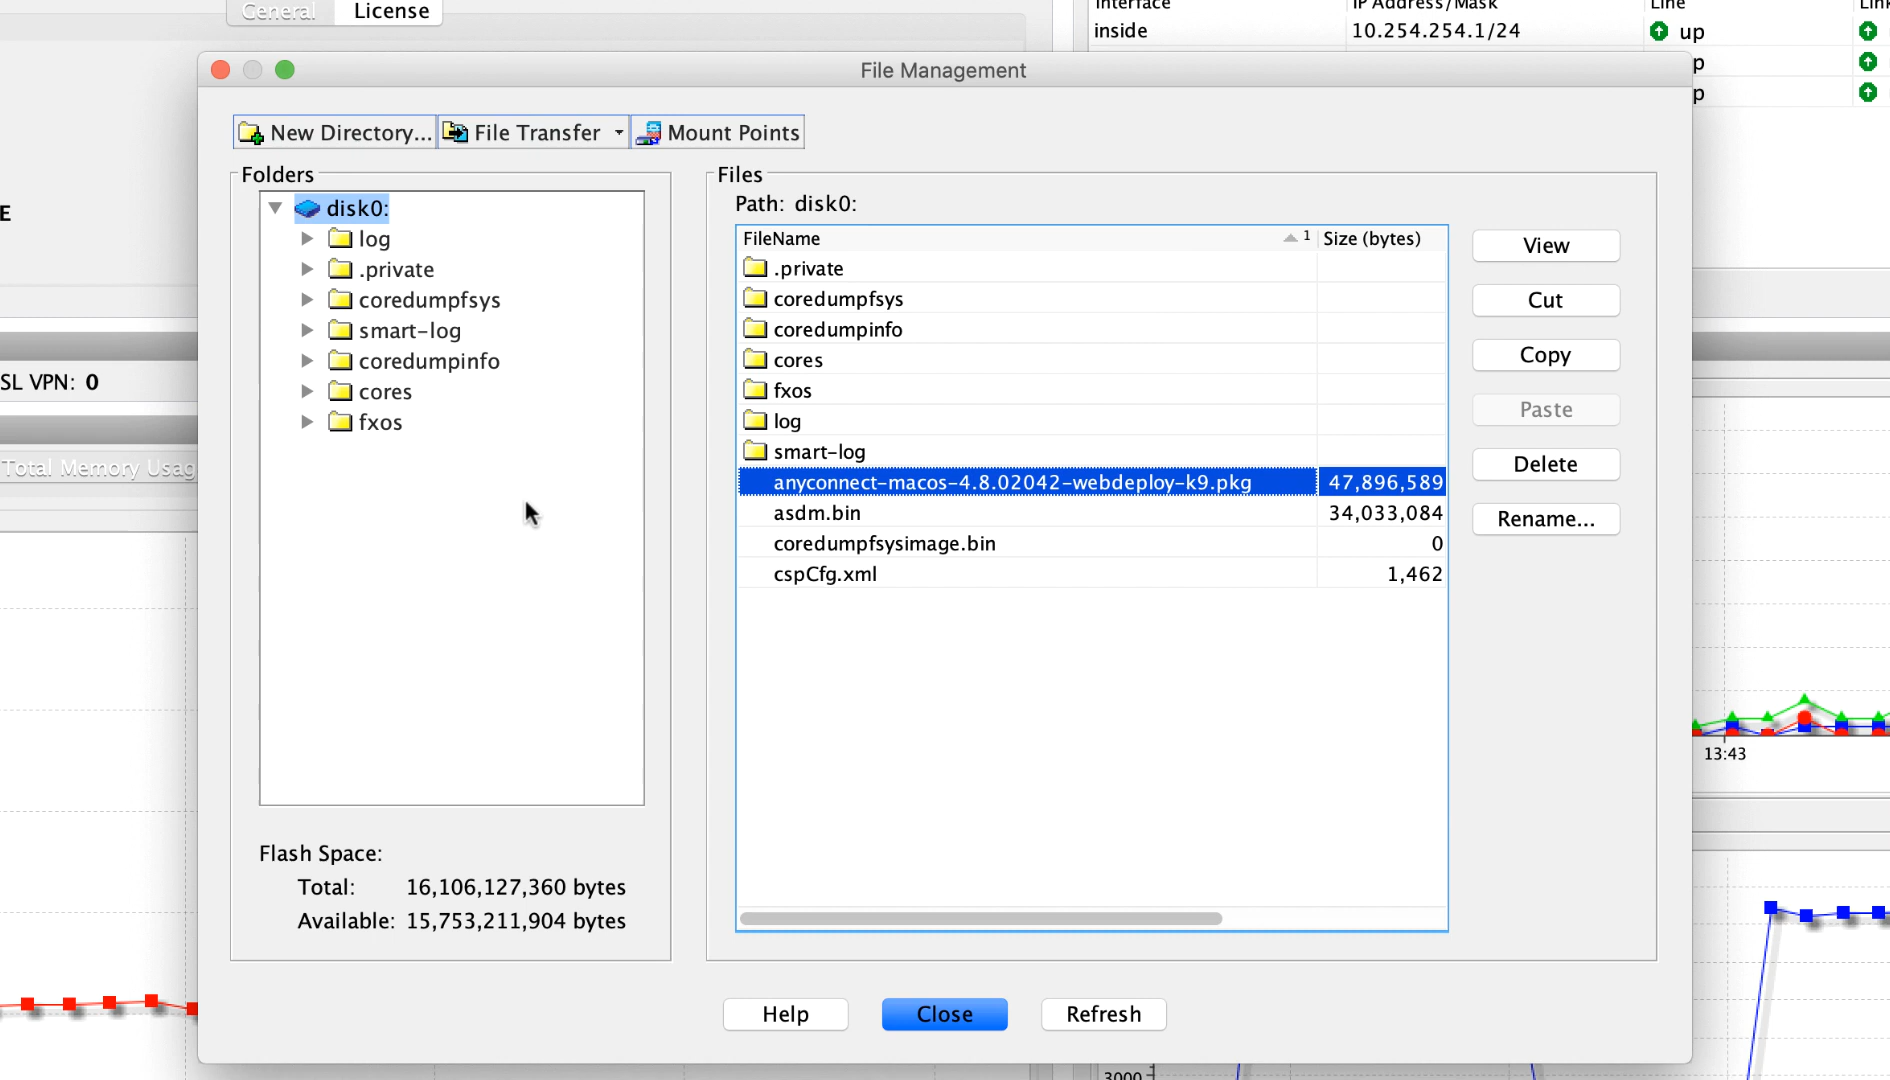 General License
Interface IP Address/Mask Line
inside 10.254.254.1/24 up
File Management
p
p
New Directory... File Transfer Mount Points
Folders
disk0:
log
.private
coredumpfsys
smart-log
coredumpinfo
cores
fxos
Flash Space:
Total: 16,106,127,360 bytes
Available: 15,753,211,904 bytes
Files
Path: disk0:
FileName 1 Size (bytes)
.private
coredumpfsys
coredumpinfo
cores
fxos
log
smart-log
anyconnect-macos-4.8.02042-webdeploy-k9.pkg 47,896,589
asdm.bin 34,033,084
coredumpfsysimage.bin 0
cspCfg.xml 1,462
View
Cut
Copy
Paste
Delete
Rename...
Help Close Refresh
E
SL VPN: 0
Total Memory Usag
13:43
3000